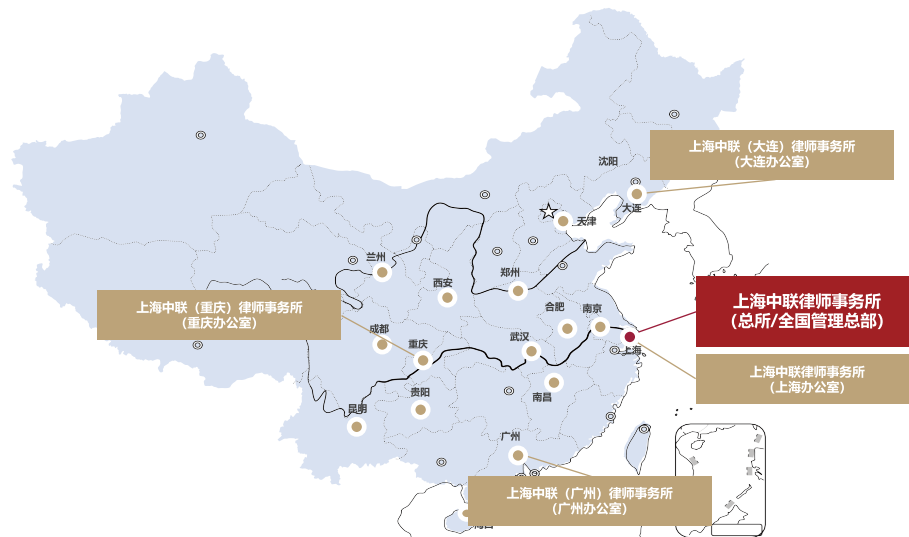 上海中联（大连）律师事务所
（大连办公室）
沈阳
大连
天津
兰州
西安
郑州
上海中联（重庆）律师事务所
（重庆办公室）
合肥
南京
上海中联律师事务所
（总所/全国管理总部）
成都
重庆
武汉
上海
上海中联律师事务所
（上海办公室）
贵阳
南昌
昆明
广州
上海中联（广州）律师事务所
（广州办公室）